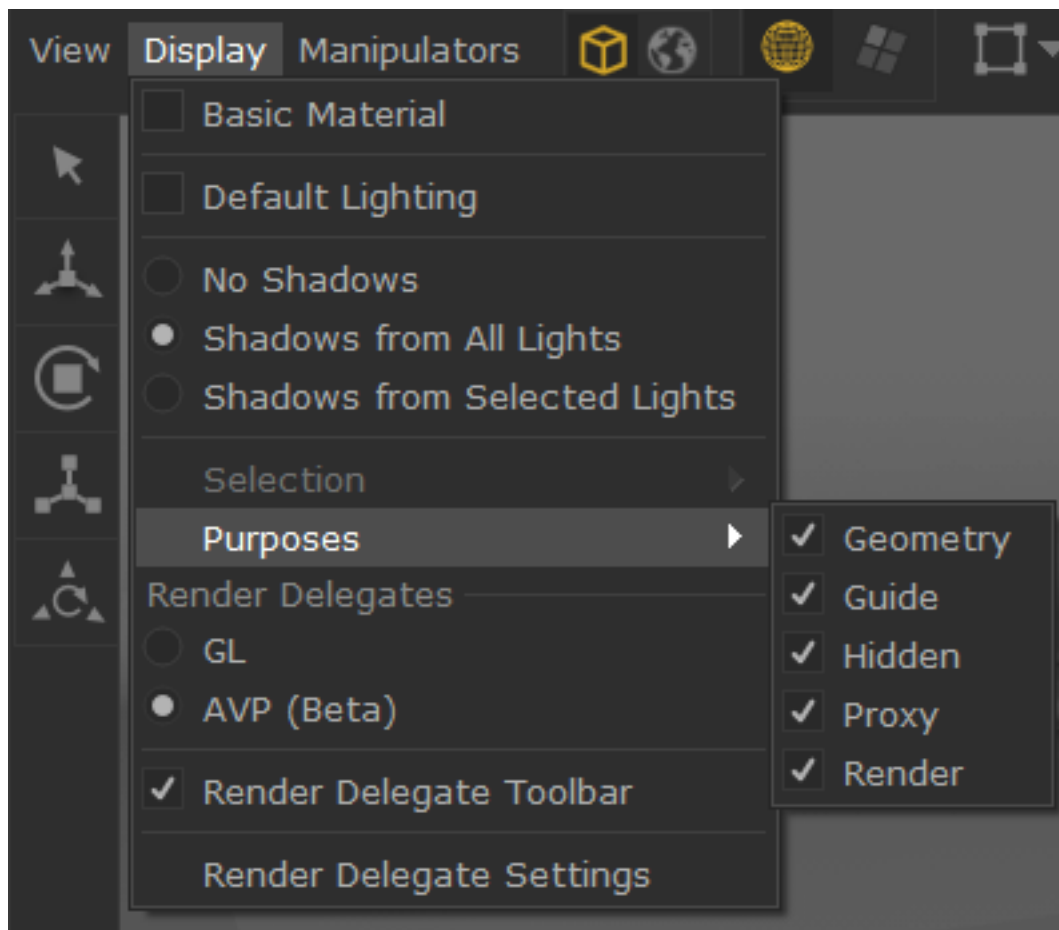 View Display Manipulators
Basic Material
Default Lighting
No Shadows
Shadows from All Lights
Shadows from Selected Lights
Selection
Purposes
Geometry
Guide
Hidden
Proxy
Render
Render Delegates
GL
AVP (Beta)
Render Delegate Toolbar
Render Delegate Settings